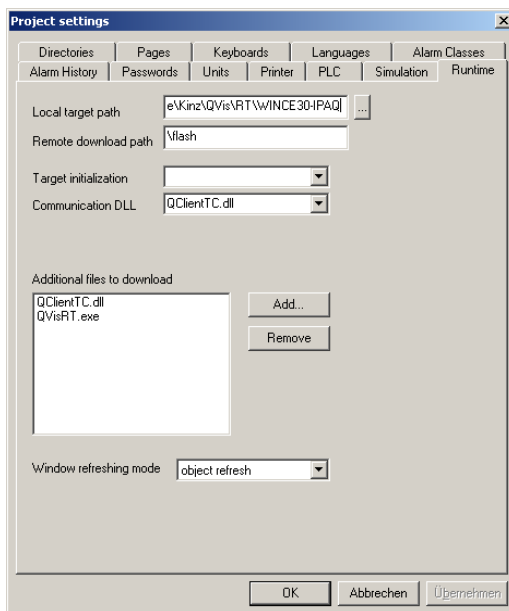 Project settings
Directories Pages Keyboards Languages Alarm Classes
Alarm History Passwords Units Printer PLC Simulation Runtime
Local target path e\Kinz\QVis\RT\WINCE30-IPAQ ...
Remote download path \flash
Target initialization
Communication DLL QClientTC.dll
Additional files to download
QClientTC.dll
QVisRT.exe
Add...
Remove
Window refreshing mode object refresh
OK Abbrechen Übernehmen